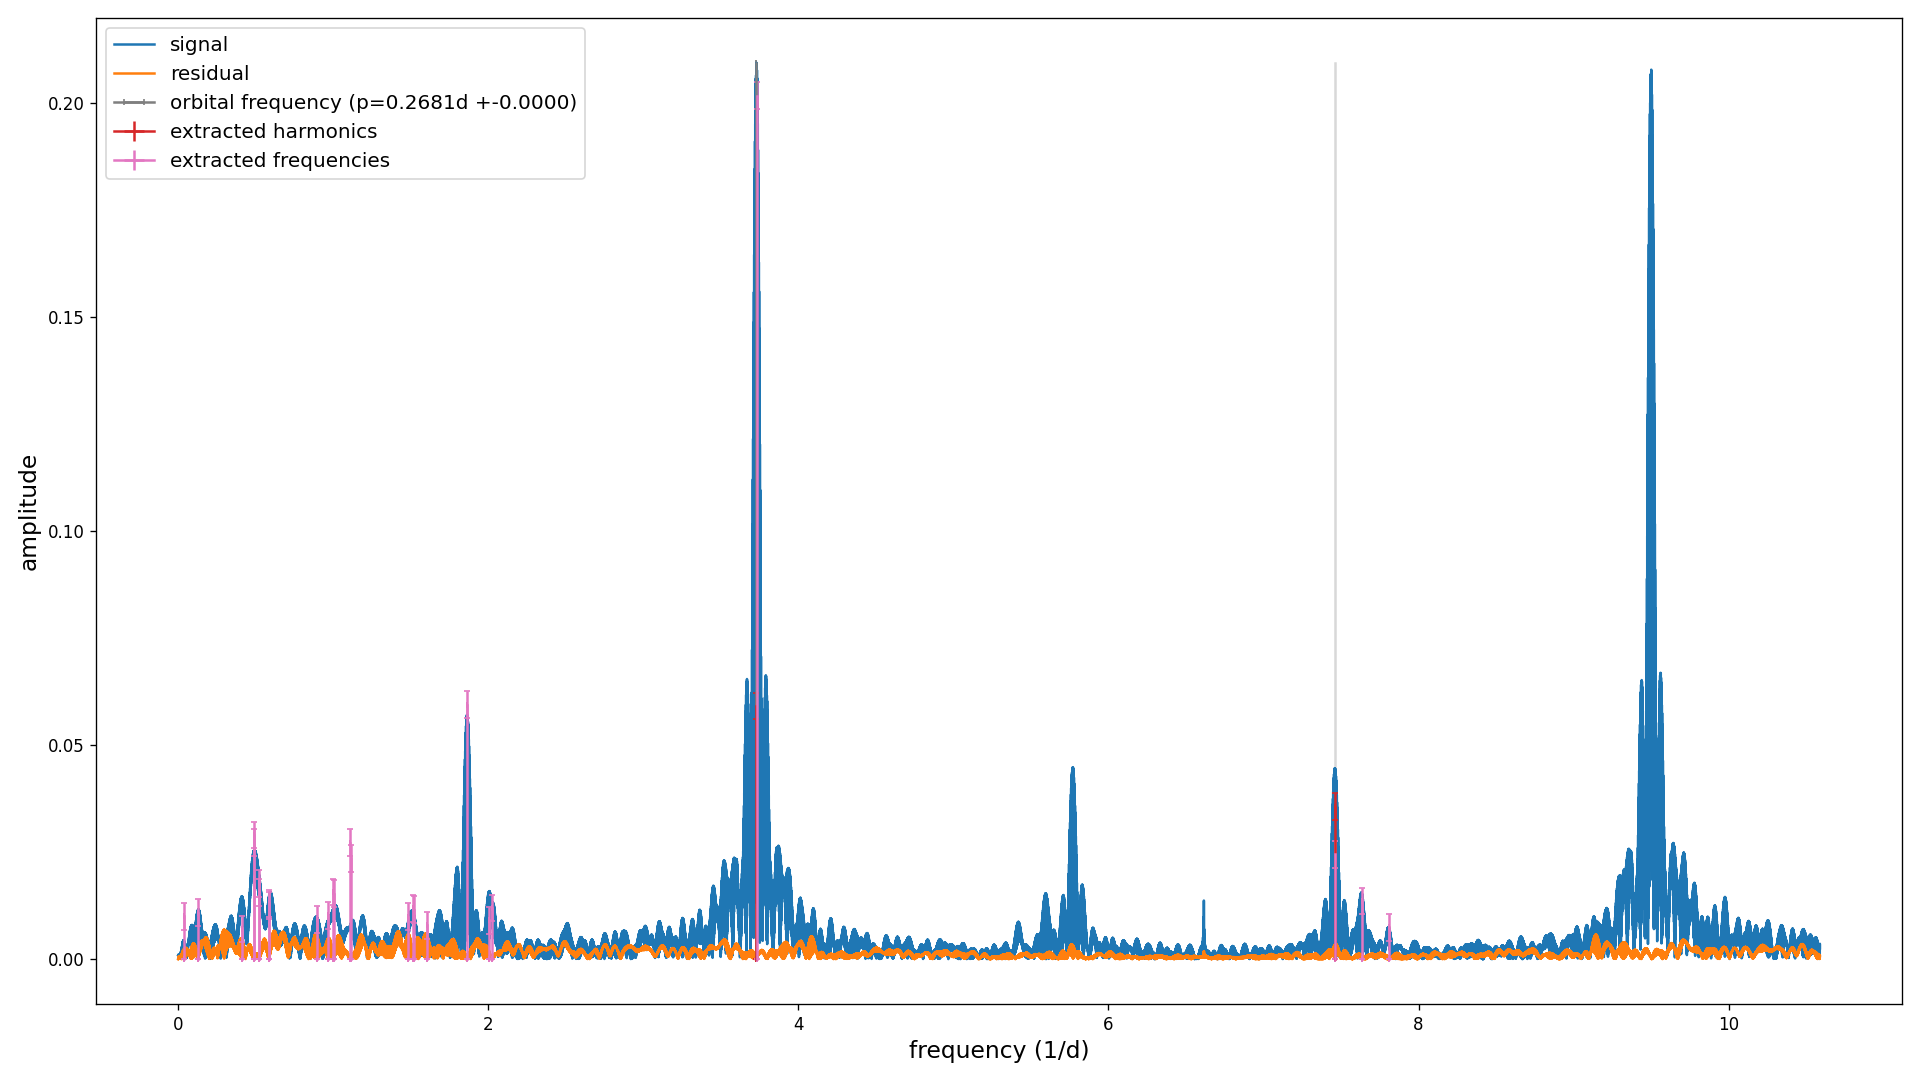 signal
residual
orbital frequency (p=0.2681d +-0.0000)
extracted harmonics
extracted frequencies
0.20
0.15
0.10
0.05
0.00
amplitude
0 2 4 6 8 10
frequency (1/d)